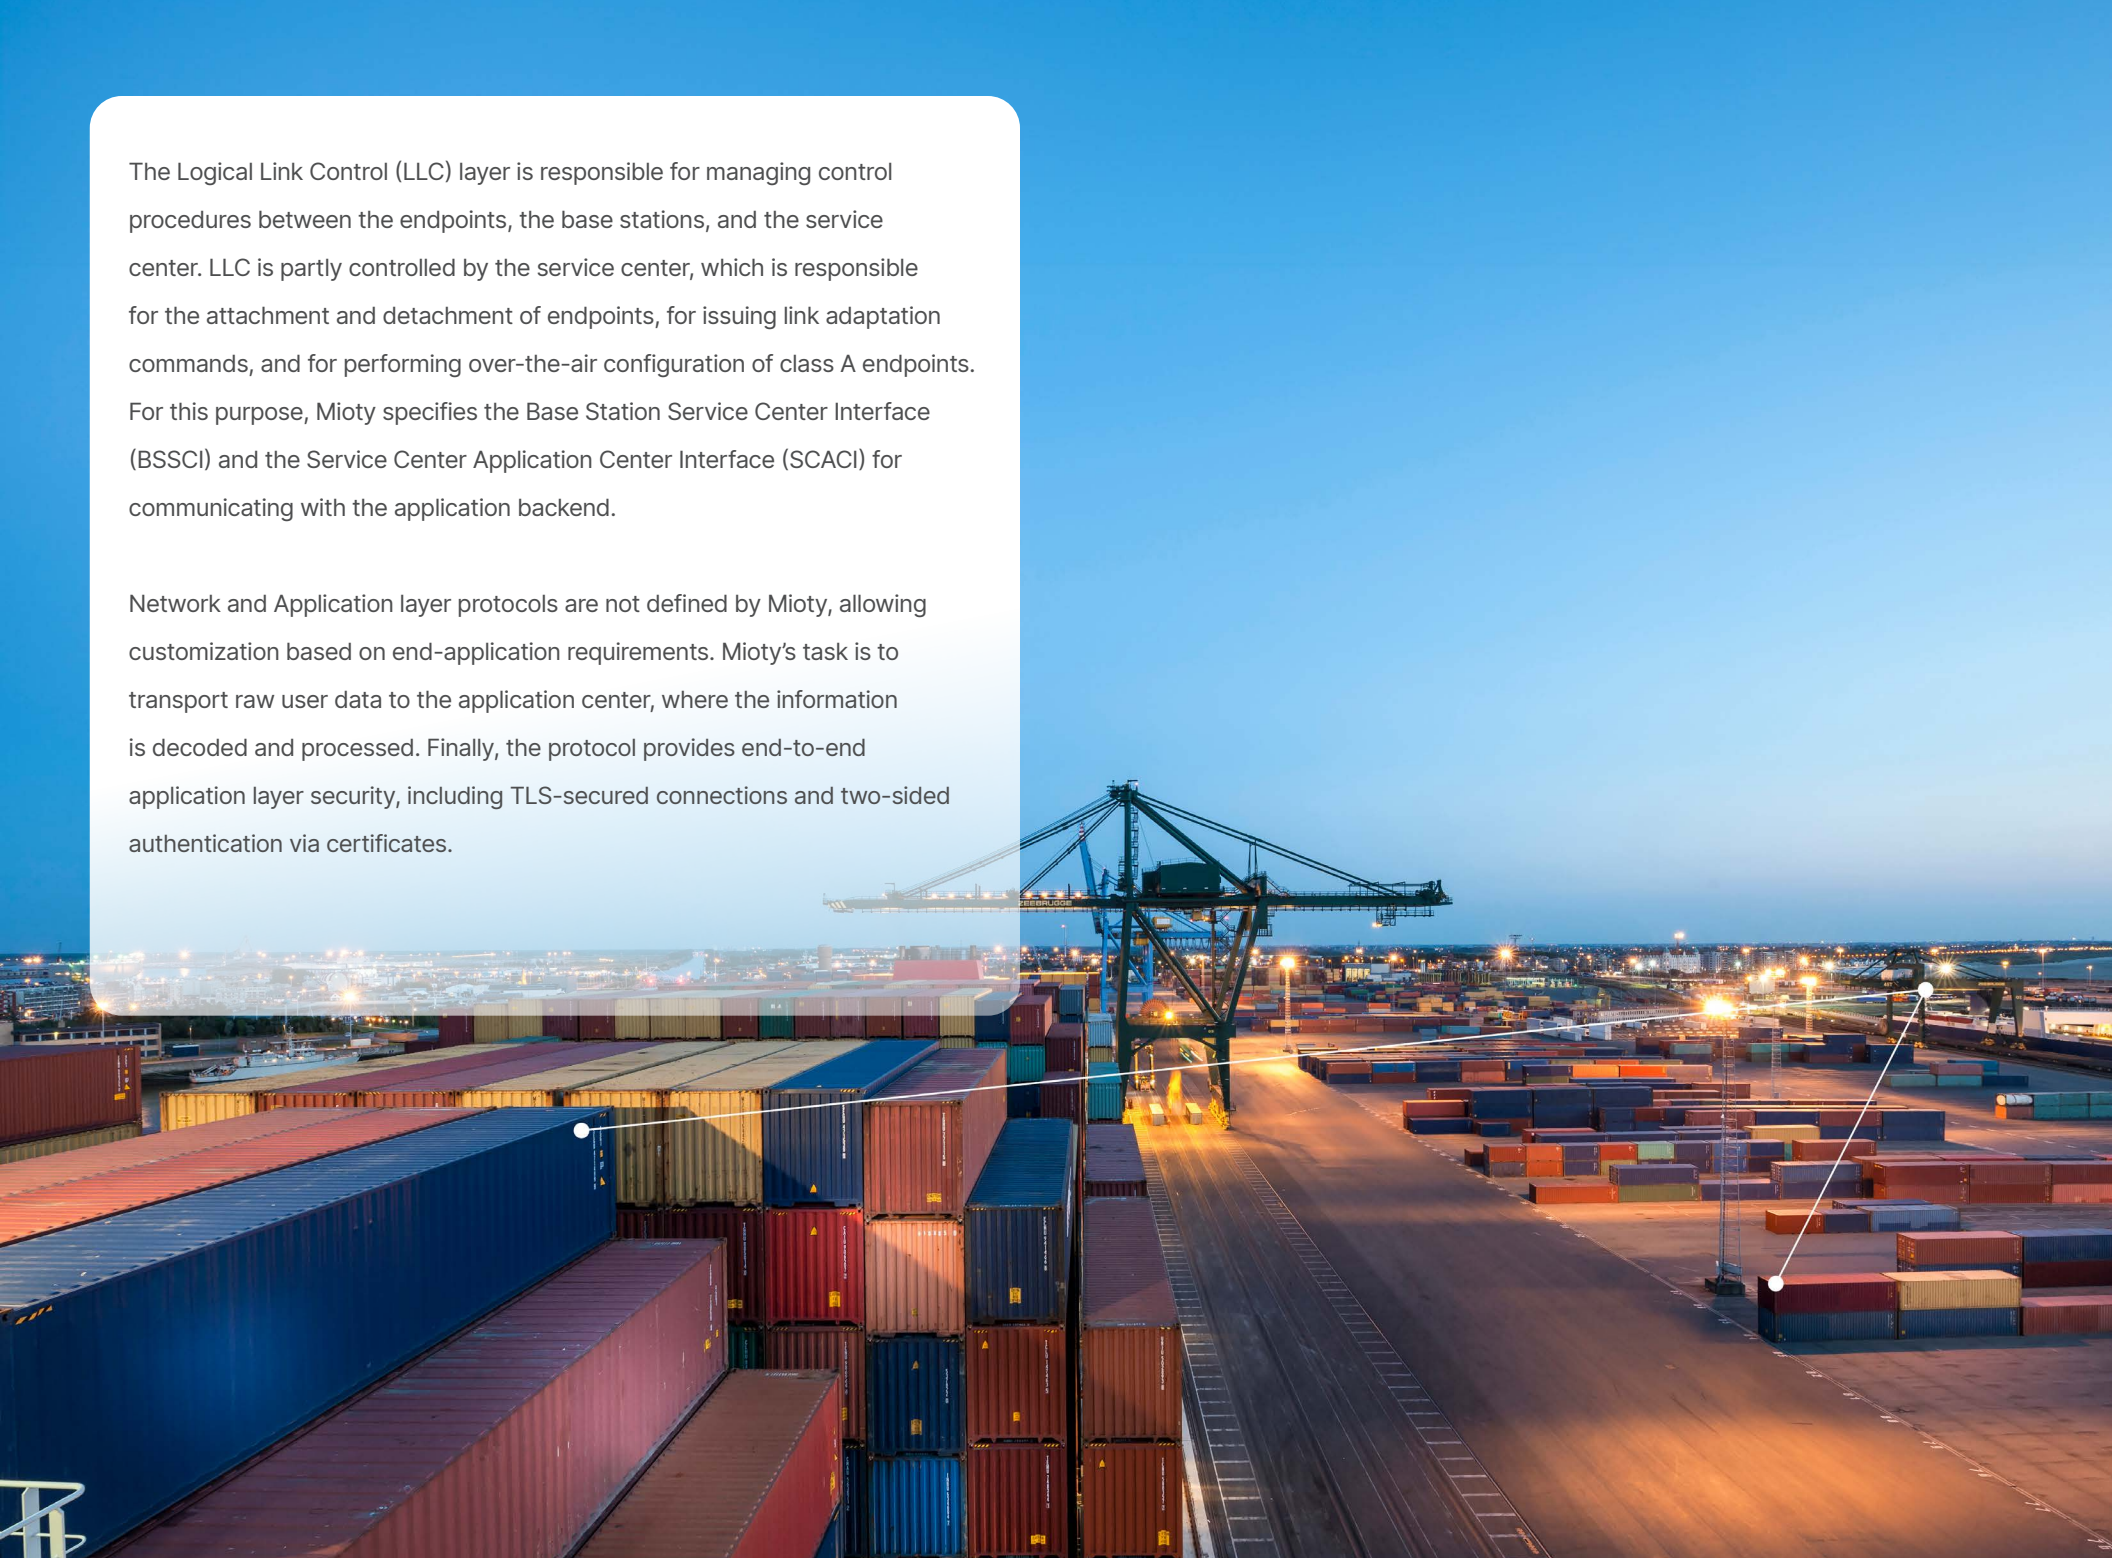 The Logical Link Control (LLC) layer is responsible for managing control
procedures between the endpoints, the base stations, and the service
center. LLC is partly controlled by the service center, which is responsible
for the attachment and detachment of endpoints, for issuing link adaptation
commands, and for performing over-the-air configuration of class A endpoints.
For this purpose, Mioty specifies the Base Station Service Center Interface
(BSSCI) and the Service Center Application Center Interface (SCACI) for
communicating with the application backend.
Network and Application layer protocols are not defined by Mioty, allowing
customization based on end-application requirements. Mioty’s task is to
transport raw user data to the application center, where the information
is decoded and processed. Finally, the protocol provides end-to-end
application layer security, including TLS-secured connections and two-sided
authentication via certificates.
ZEEBRUGGE